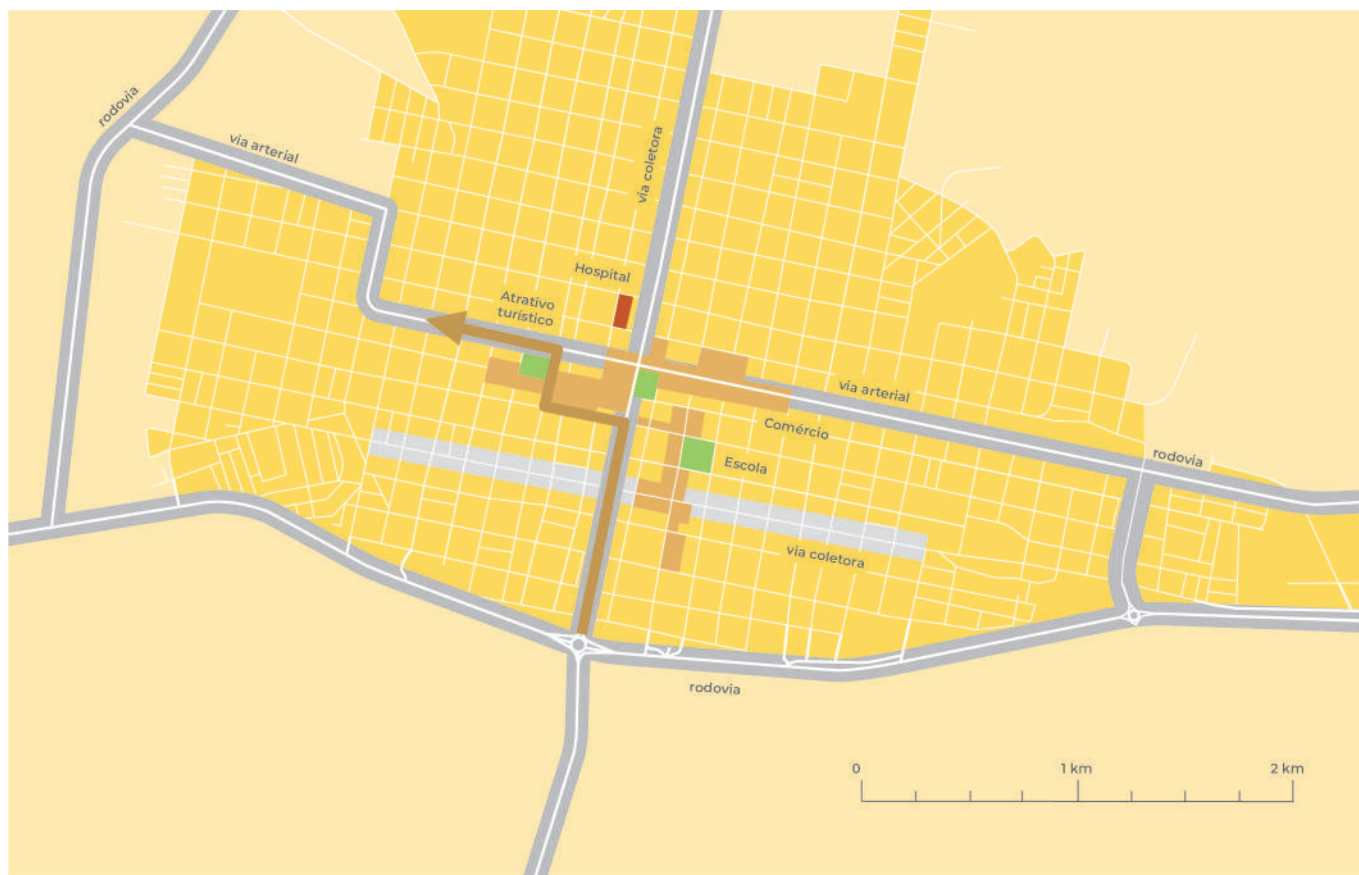 rodovia
via arterial
via coletora
Hospital
Atrativo
turístico
via arterial
Comércio
rodovia
Escola
via coletora
rodovia
0 1 km 2 km